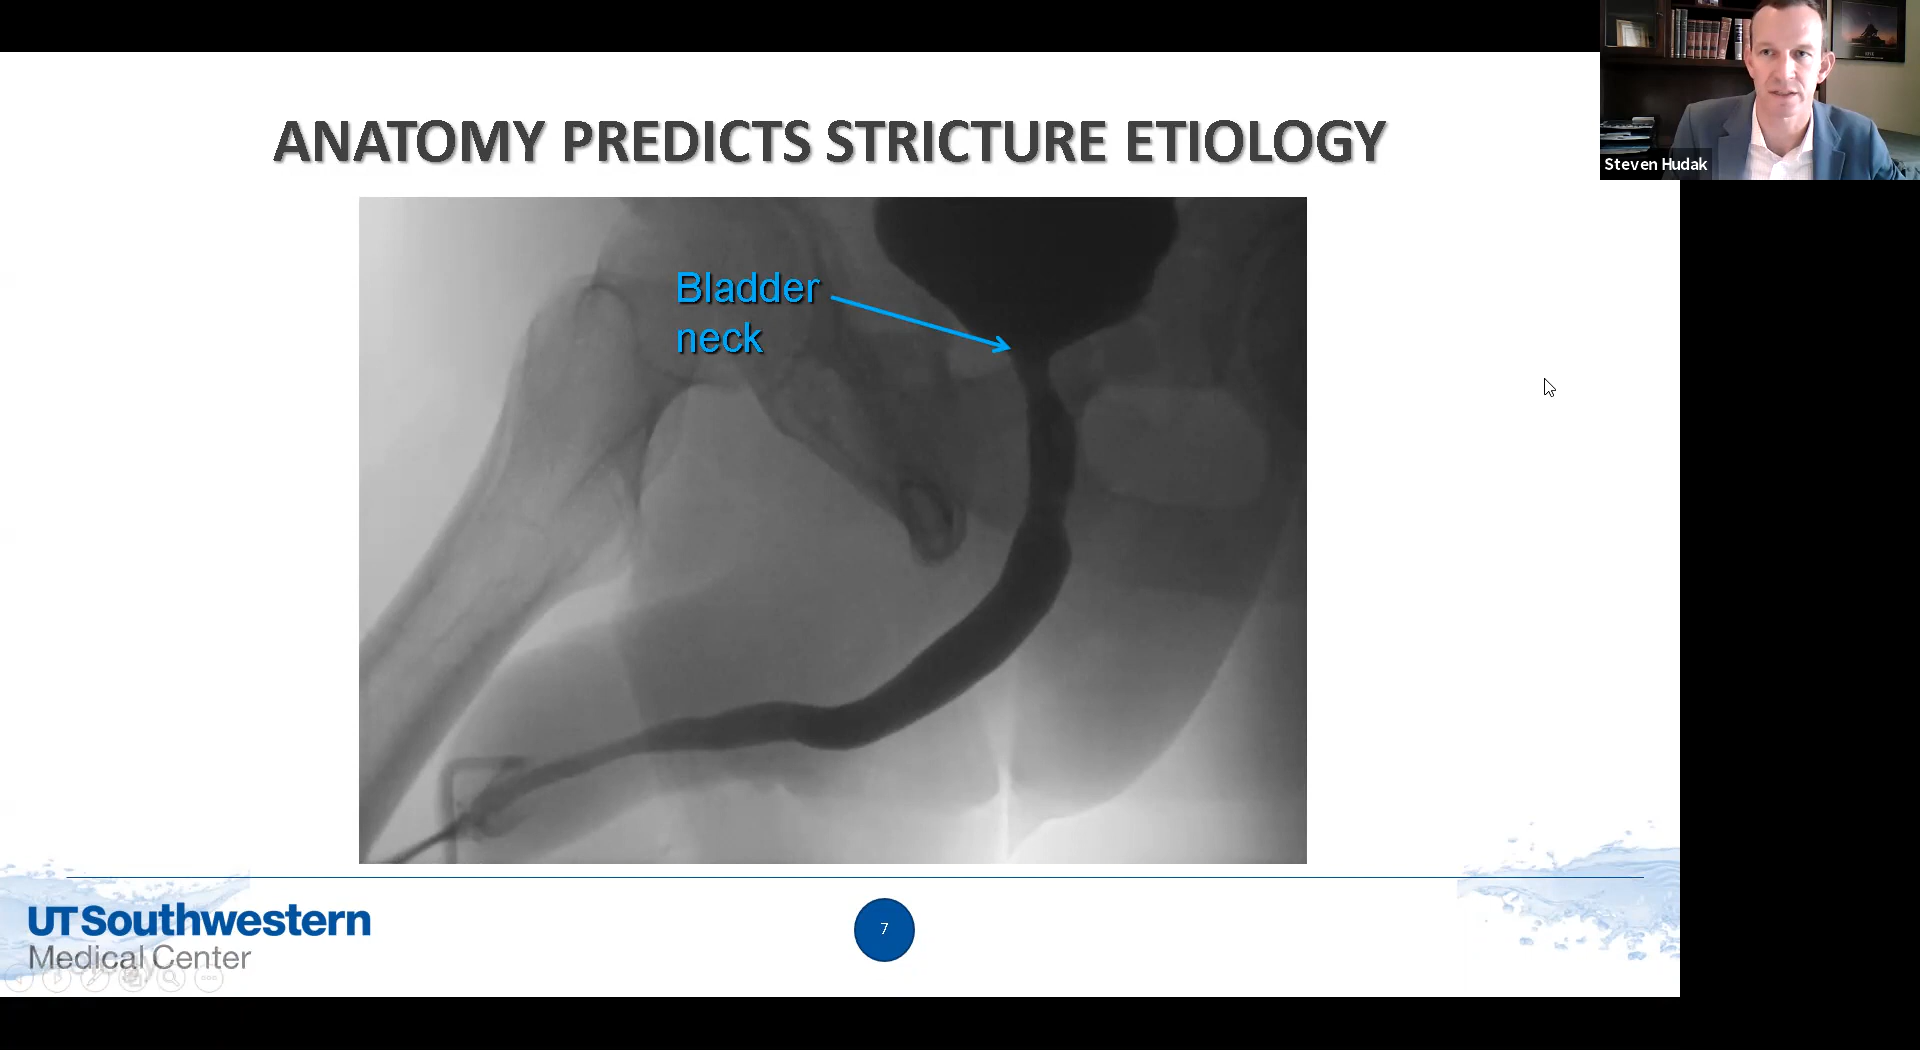 ANATOMY PREDICTS STRICTURE ETIOLOGY
Steven Hudak
Bladder
neck
UTSouthwestern
Medical Center
7